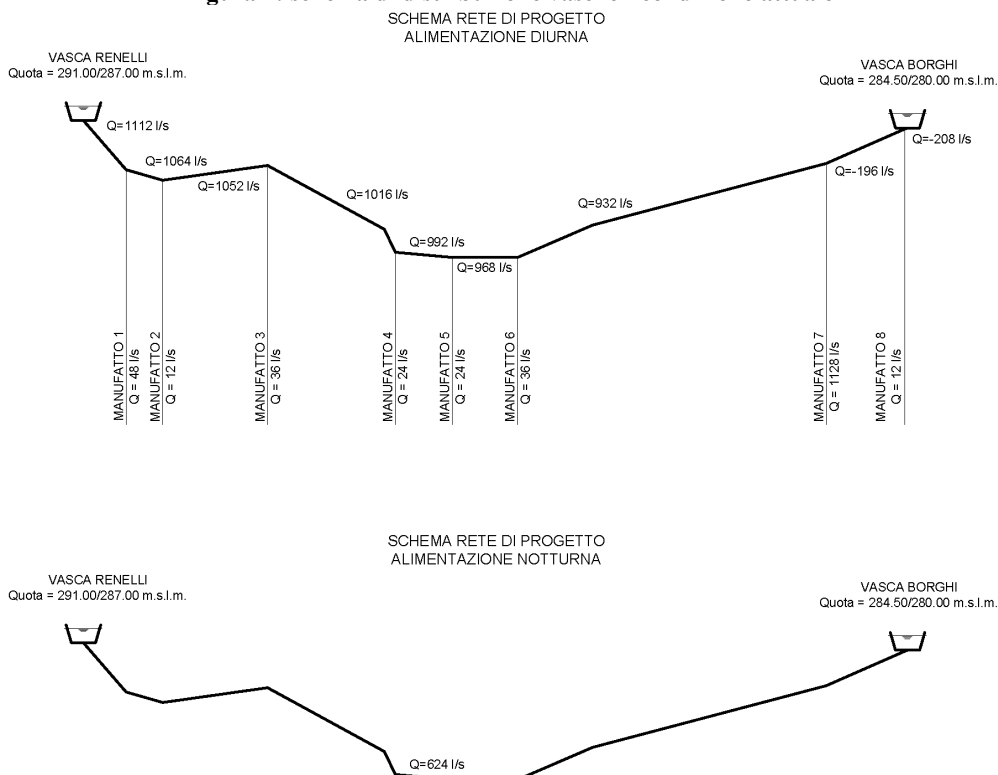 SCHEMA RETE DI PROGETTO
ALIMENTAZIONE DIURNA
VASCA RENELLI
Quota = 291.00/287.00 m.s.l.m.
VASCA BORGHI
Quota = 284.50/280.00 m.s.l.m.
Q=1112 l/s
Q=1064 l/s
Q=1052 l/s
Q=1016 l/s
Q=992 l/s
Q=968 l/s
Q=932 l/s
Q=-196 l/s
Q=-208 l/s
MANUFATTO 1
Q = 48 l/s
MANUFATTO 2
Q = 12 l/s
MANUFATTO 3
Q = 36 l/s
MANUFATTO 4
Q = 24 l/s
MANUFATTO 5
Q = 24 l/s
MANUFATTO 6
Q = 36 l/s
MANUFATTO 7
Q = 1128 l/s
MANUFATTO 8
Q = 12 l/s
SCHEMA RETE DI PROGETTO
ALIMENTAZIONE NOTTURNA
VASCA RENELLI
Quota = 291.00/287.00 m.s.l.m.
VASCA BORGHI
Quota = 284.50/280.00 m.s.l.m.
Q=624 l/s